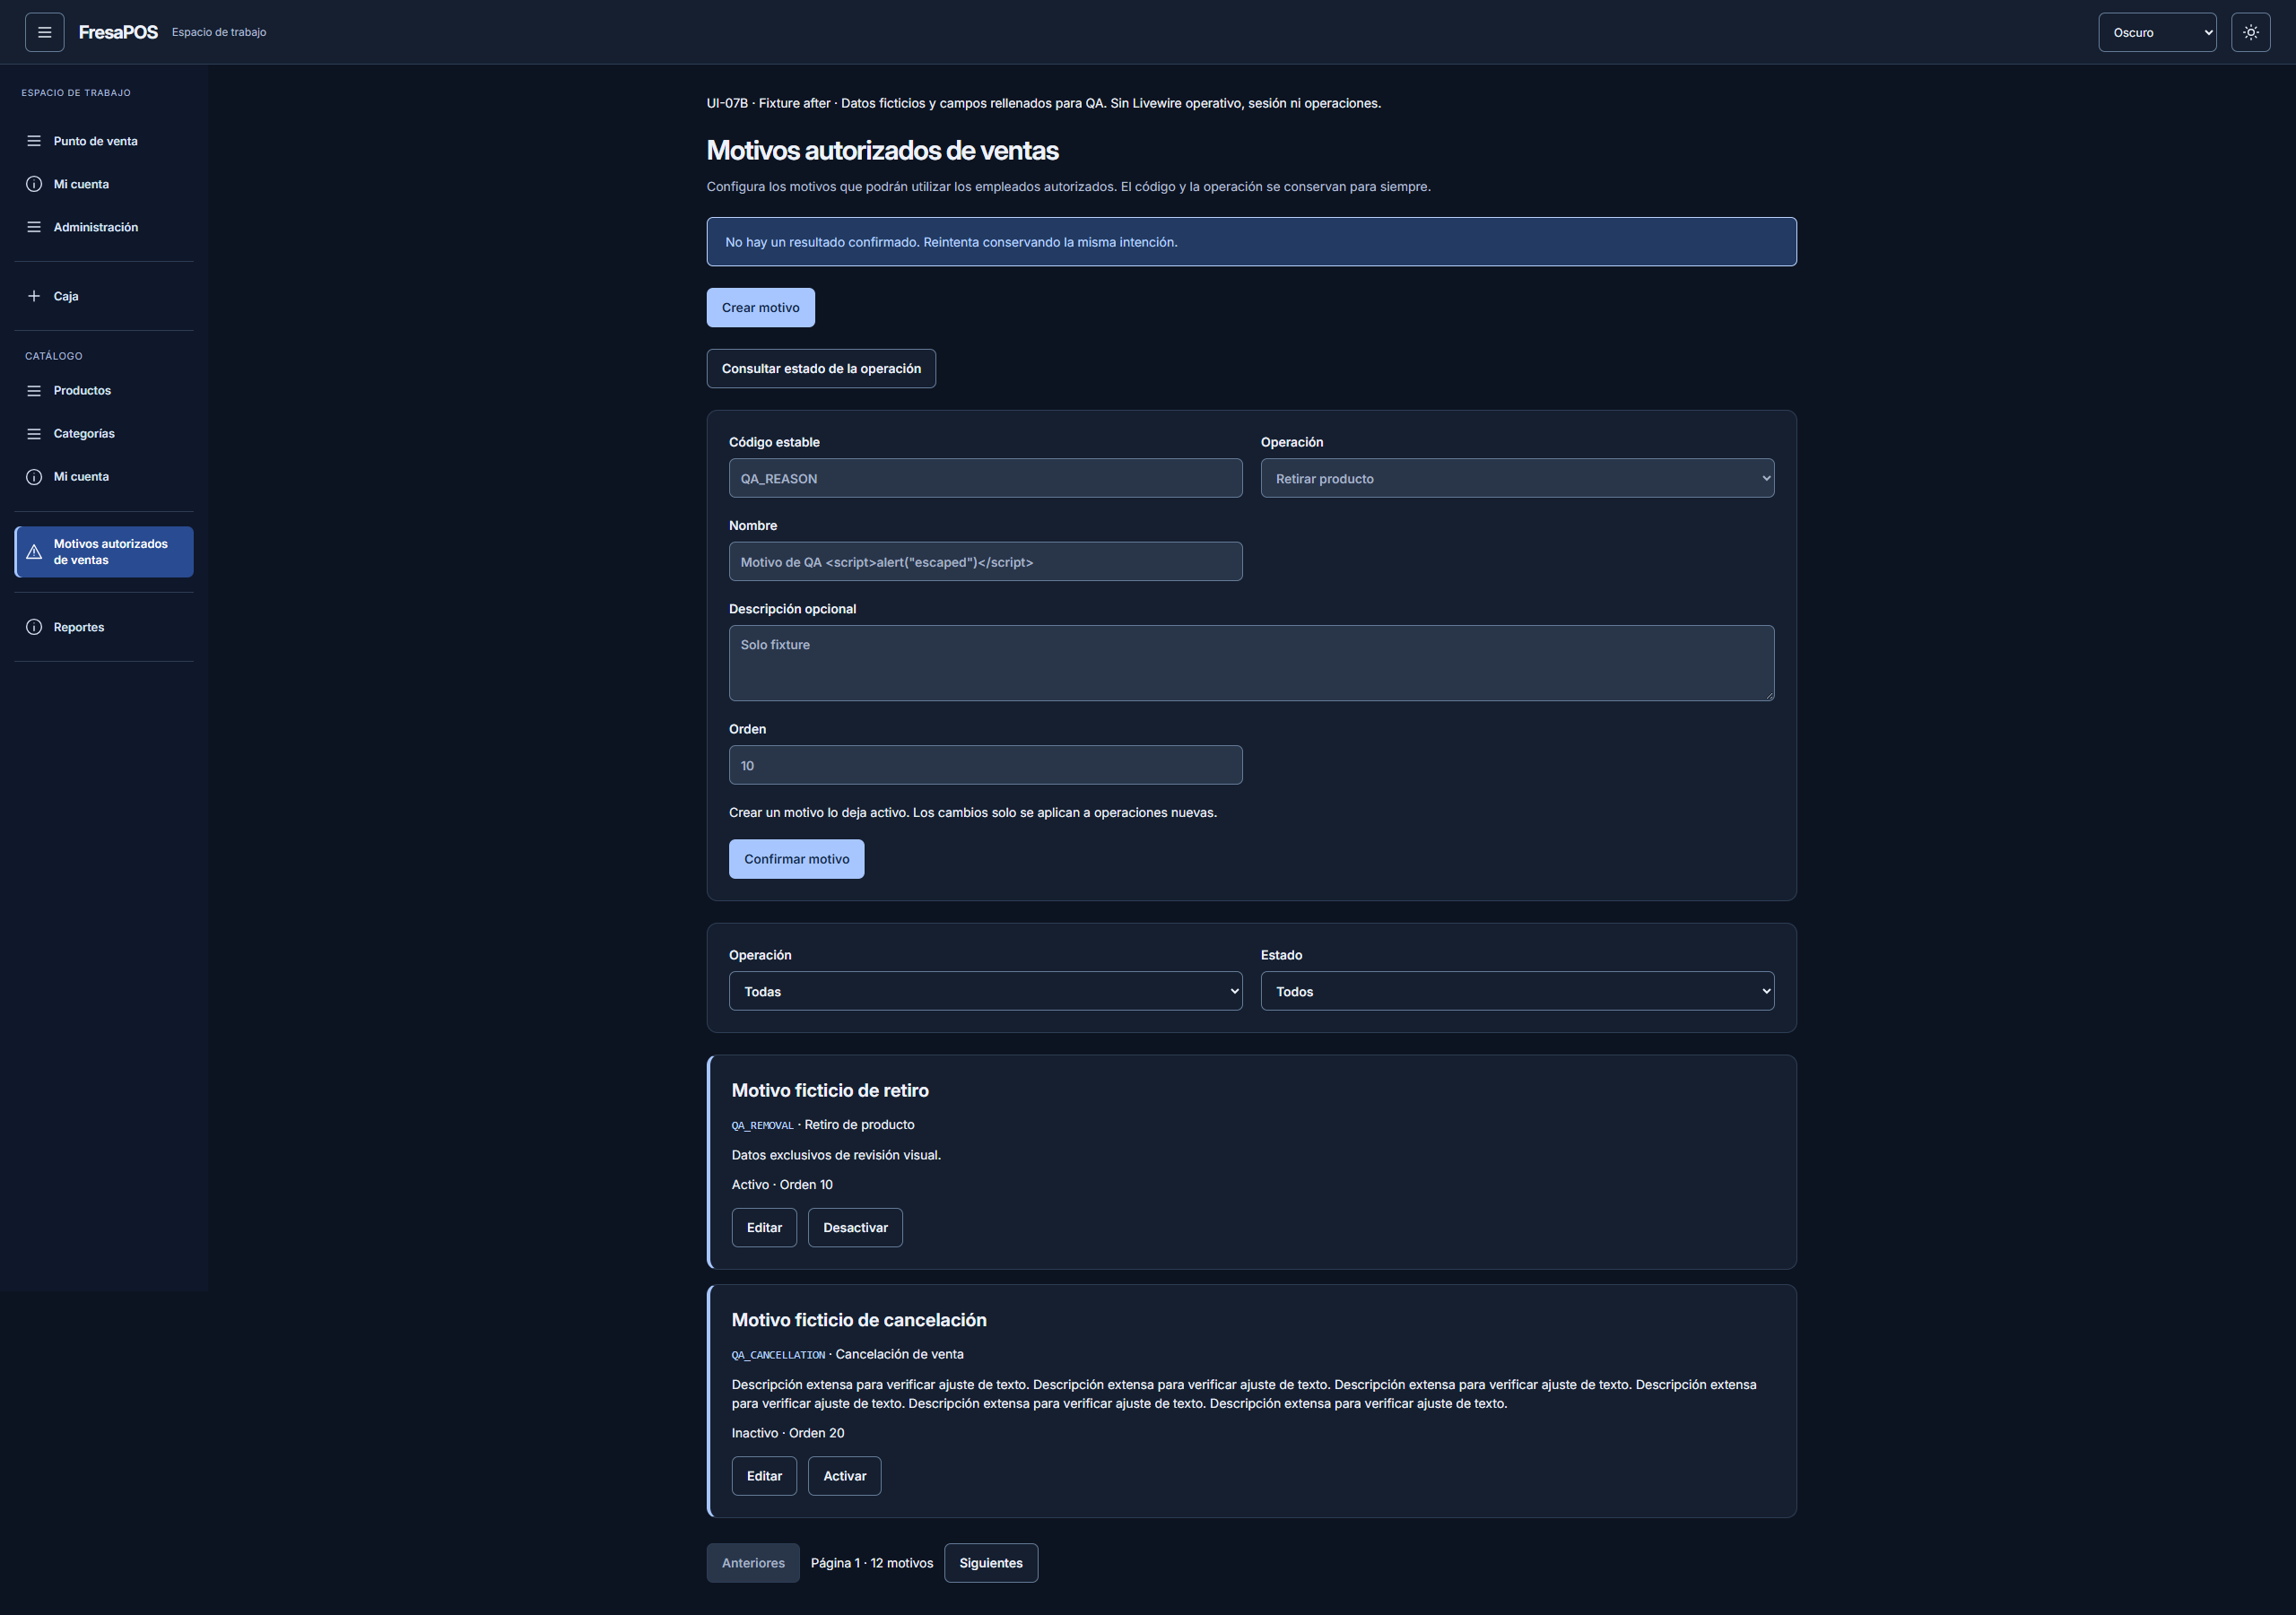 FresaPOS
Espacio de trabajo
Oscuro
ESPACIO DE TRABAJO
Punto de venta
Mi cuenta
Administración
Caja
CATÁLOGO
Productos
Categorías
Mi cuenta
Motivos autorizados
de ventas
Reportes
UI-07B · Fixture after · Datos ficticios y campos rellenados para QA. Sin Livewire operativo, sesión ni operaciones.
Motivos autorizados de ventas
Configura los motivos que podrán utilizar los empleados autorizados. El código y la operación se conservan para siempre.
No hay un resultado confirmado. Reintenta conservando la misma intención.
Crear motivo
Consultar estado de la operación
Código estable
QA_REASON
Operación
Retirar producto
Nombre
Motivo de QA <script>alert("escaped")</script>
Descripción opcional
Solo fixture
Orden
10
Crear un motivo lo deja activo. Los cambios solo se aplican a operaciones nuevas.
Confirmar motivo
Operación
Todas
Estado
Todos
Motivo ficticio de retiro
QA_REMOVAL · Retiro de producto
Datos exclusivos de revisión visual.
Activo · Orden 10
Editar
Desactivar
Motivo ficticio de cancelación
QA_CANCELLATION · Cancelación de venta
Descripción extensa para verificar ajuste de texto. Descripción extensa para verificar ajuste de texto. Descripción extensa para verificar ajuste de texto. Descripción extensa
para verificar ajuste de texto. Descripción extensa para verificar ajuste de texto. Descripción extensa para verificar ajuste de texto.
Inactivo · Orden 20
Editar
Activar
Anteriores
Página 1 · 12 motivos
Siguientes